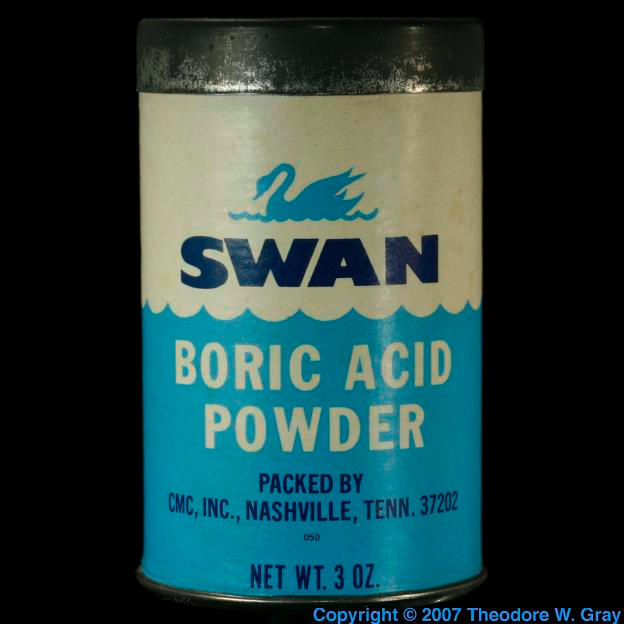 SWAN
BORIC ACID
POWDER
PACKED BY
CMC, INC., NASHVILLE, TENN. 37202
050
NET WT. 3 OZ.
Copyright © 2007 Theodore W. Gray